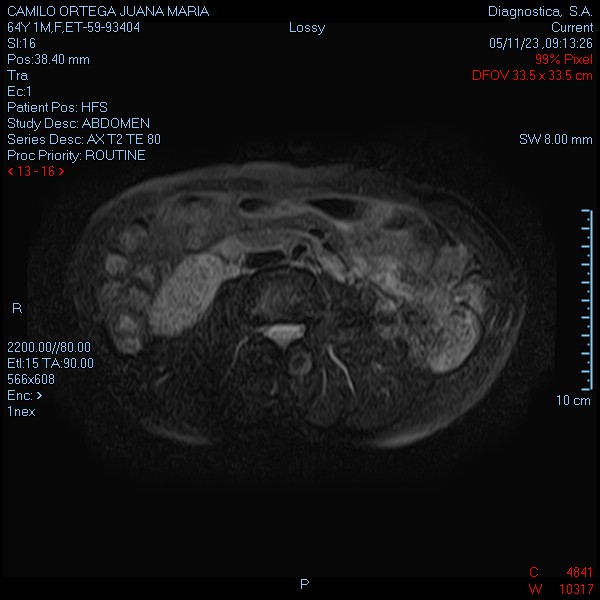 CAMILO ORTEGA JUANA MARIA
64Y 1M,F,ET-59-93404
Sl:16
Pos:38.40 mm
Tra
Ec:1
Patient Pos: HFS
Study Desc: ABDOMEN
Series Desc: AX T2 TE 80
Proc Priority: ROUTINE
< 13 - 16 >
Lossy
Diagnostica, S.A.
Current
05/11/23 ,09:13:26
99% Pixel
DFOV 33.5 x 33.5 cm
SW 8.00 mm
R
2200.00//80.00
Etl:15 TA:90.00
566x608
Enc: >
1nex
10 cm
P
C 4841
W 10317